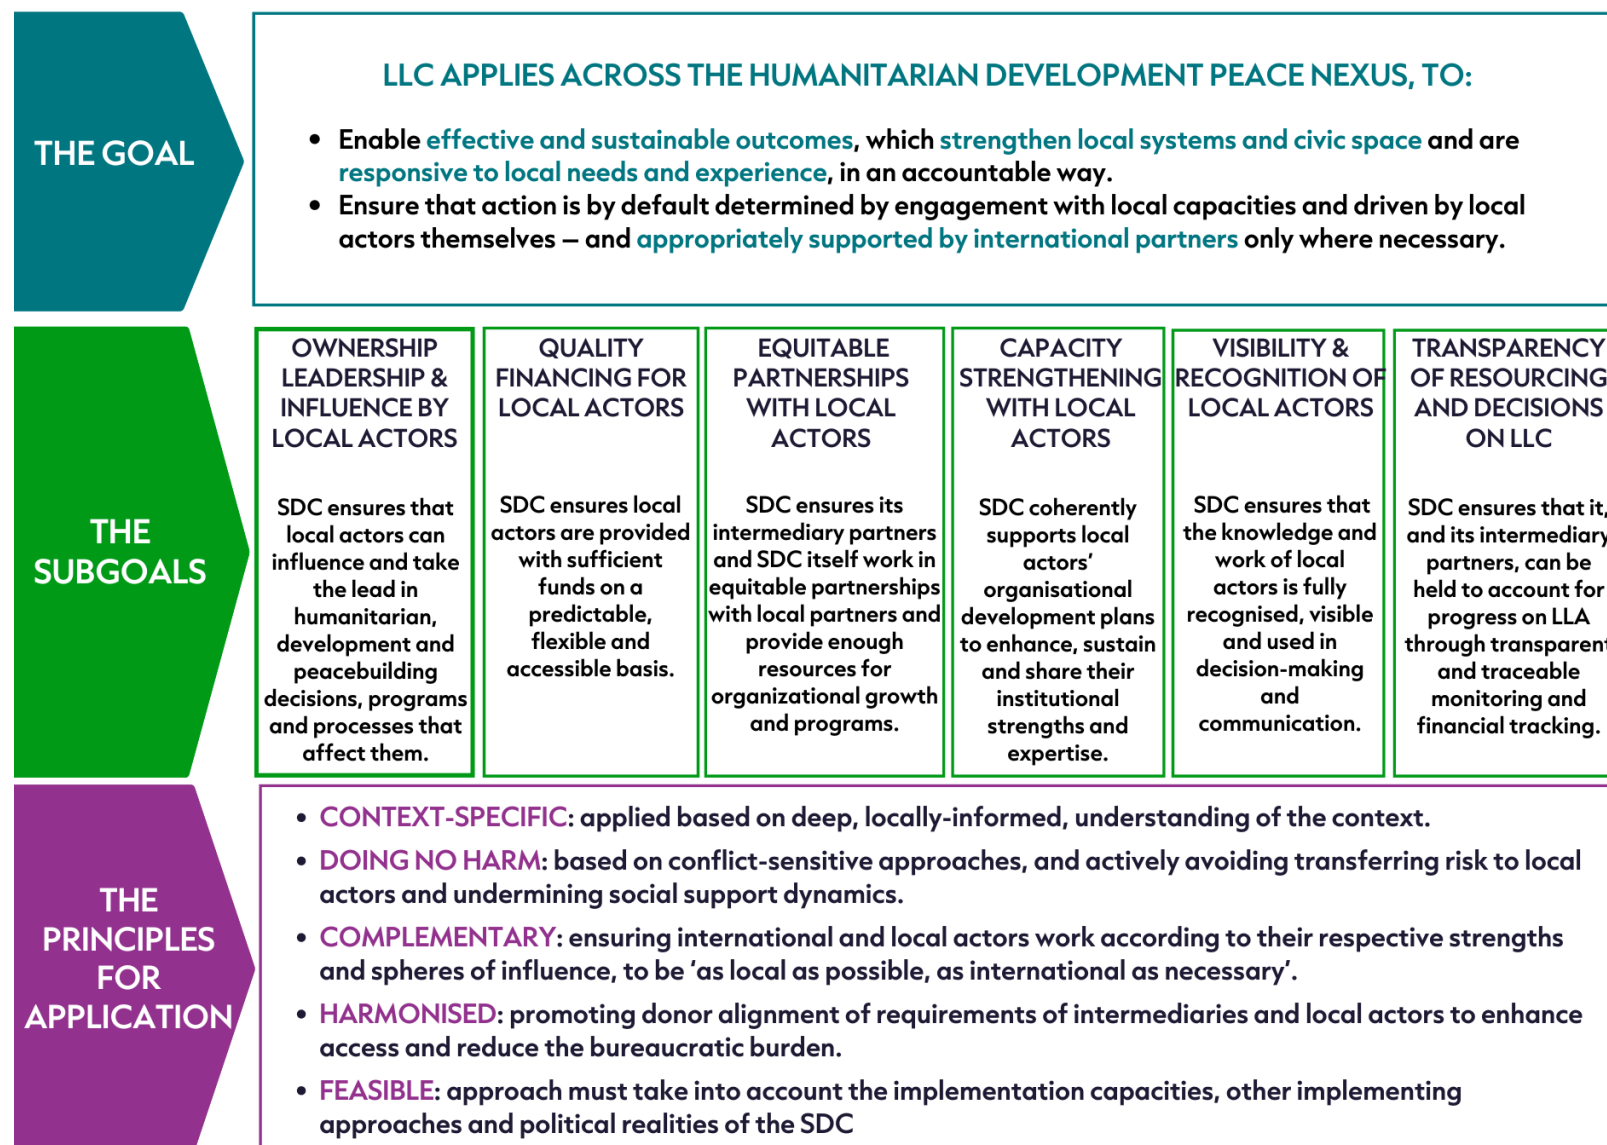 THE GOAL
LLC APPLIES ACROSS THE HUMANITARIAN DEVELOPMENT PEACE NEXUS, TO:
• Enable effective and sustainable outcomes, which strengthen local systems and civic space and are
responsive to local needs and experience, in an accountable way.
• Ensure that action is by default determined by engagement with local capacities and driven by local
actors themselves – and appropriately supported by international partners only where necessary.
THE
SUBGOALS
OWNERSHIP
LEADERSHIP &
INFLUENCE BY
LOCAL ACTORS
SDC ensures that
local actors can
influence and take
the lead in
humanitarian,
development and
peacebuilding
decisions, programs
and processes that
affect them.
QUALITY
FINANCING FOR
LOCAL ACTORS
SDC ensures local
actors are provided
with sufficient
funds on a
predictable,
flexible and
accessible basis.
EQUITABLE
PARTNERSHIPS
WITH LOCAL
ACTORS
SDC ensures its
intermediary partners
and SDC itself work in
equitable partnerships
with local partners and
provide enough
resources for
organizational growth
and programs.
CAPACITY
STRENGTHENING
WITH LOCAL
ACTORS
SDC coherently
supports local
actors’
organisational
development plans
to enhance, sustain
and share their
institutional
strengths and
expertise.
VISIBILITY &
RECOGNITION OF
LOCAL ACTORS
SDC ensures that
the knowledge and
work of local
actors is fully
recognised, visible
and used in
decision-making
and
communication.
TRANSPARENCY
OF RESOURCING
AND DECISIONS
ON LLC
SDC ensures that it,
and its intermediary
partners, can be
held to account for
progress on LLA
through transparent
and traceable
monitoring and
financial tracking.
THE
PRINCIPLES
FOR
APPLICATION
• CONTEXT-SPECIFIC: applied based on deep, locally-informed, understanding of the context.
• DOING NO HARM: based on conflict-sensitive approaches, and actively avoiding transferring risk to local
actors and undermining social support dynamics.
• COMPLEMENTARY: ensuring international and local actors work according to their respective strengths
and spheres of influence, to be ‘as local as possible, as international as necessary’.
• HARMONISED: promoting donor alignment of requirements of intermediaries and local actors to enhance
access and reduce the bureaucratic burden.
• FEASIBLE: approach must take into account the implementation capacities, other implementing
approaches and political realities of the SDC